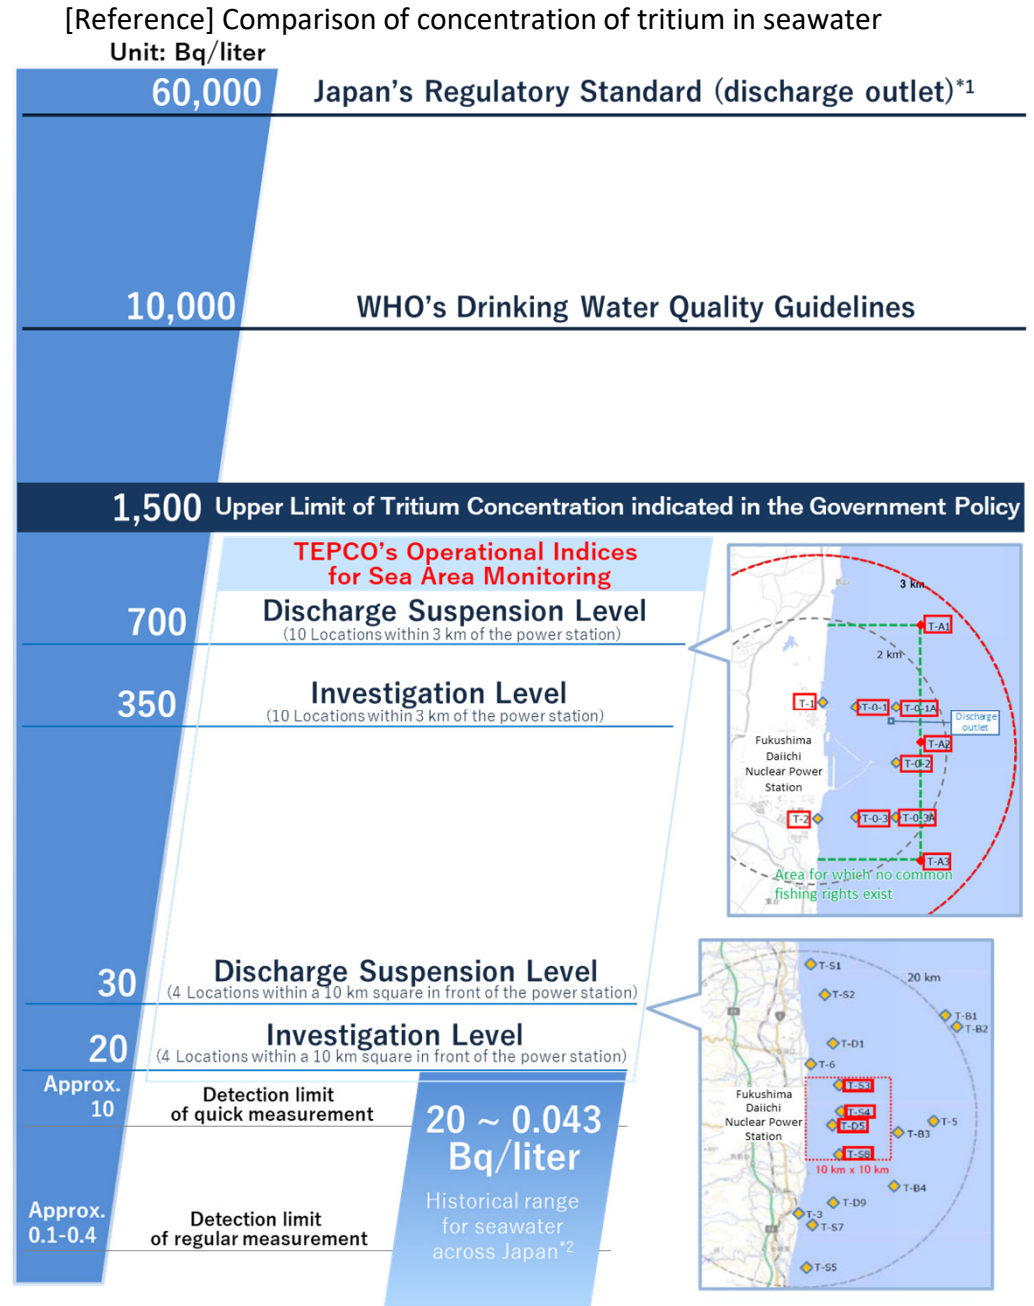 [Reference] Comparison of concentration of tritium in seawater
Unit: Bq/liter
60,000
Japan's Regulatory Standard (discharge outlet)*1
10,000
WHO's Drinking Water Quality Guidelines
1,500
Upper Limit of Tritium Concentration indicated in the Government Policy
TEPCO's Operational Indices
for Sea Area Monitoring
700
Discharge Suspension Level
(10 Locations within 3 km of the power station)
350
Investigation Level
(10 Locations within 3 km of the power station)
30
Discharge Suspension Level
(4 Locations within a 10 km square in front of the power station)
20
Investigation Level
(4 Locations within a 10 km square in front of the power station)
Approx.
10
Detection limit
of quick measurement
Approx.
0.1-0.4
Detection limit
of regular measurement
20 ~ 0.043
Bq/liter
Historical range
for seawater
across Japan*2
3 km
T-A1
2 km
T-1
T-0-1
T-0-1A
Discharge
outlet
Fukushima
Daiichi
Nuclear Power
Station
T-A2
T-0-2
T-2
T-0-3
T-0-3A
T-A3
Area for which no common
fishing rights exist
T-S1
20 km
T-S2
T-B1
T-B2
T-D1
T-6
T-S3
Fukushima
Daiichi
Nuclear Power
Station
T-S4
T-D5
T-5
T-B3
T-S8
10 km x 10 km
T-B4
T-D9
T-3
T-S7
T-S5